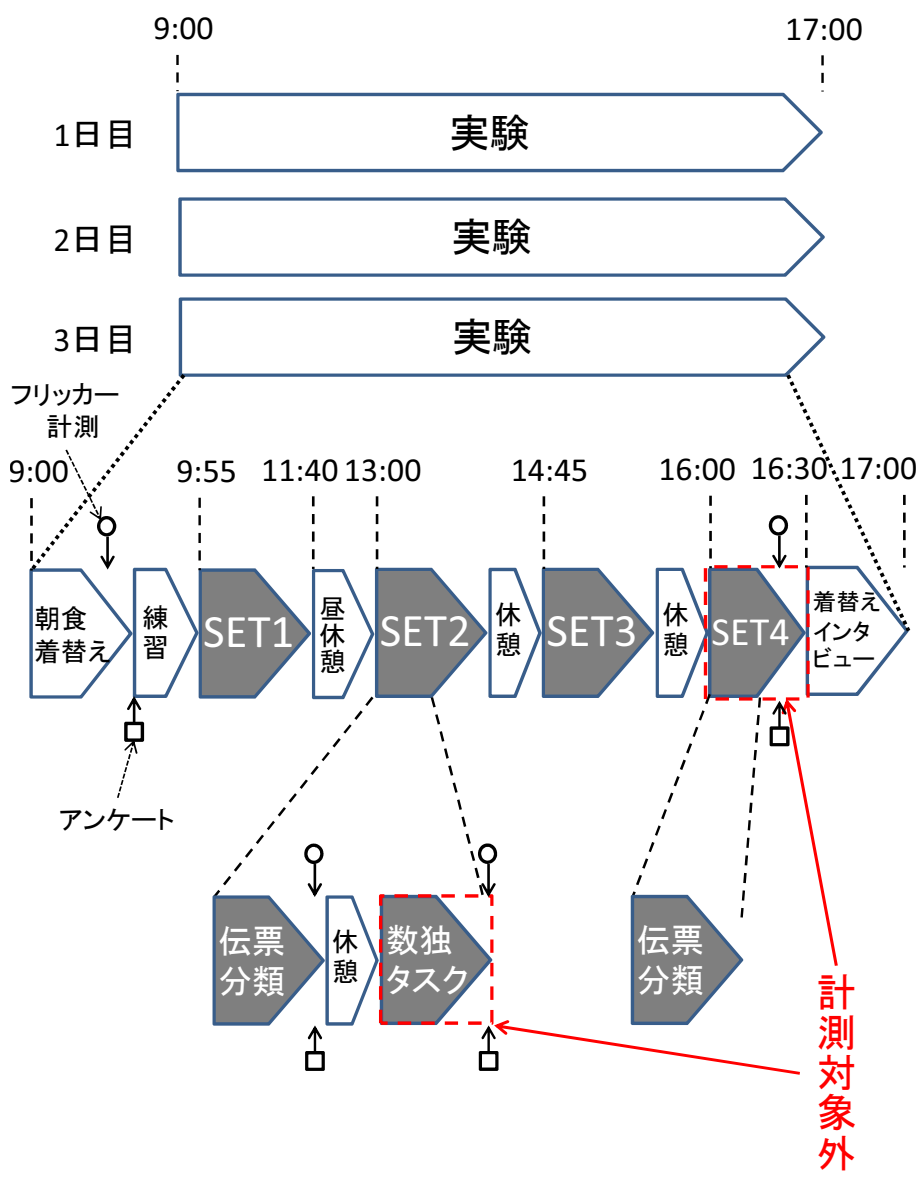 9:00
17:00
1日目
実験
2日目
実験
3日目
実験
フリッカー
計測
9:00
9:55
11:40
13:00
14:45
16:00
16:30
17:00
朝食
着替え
練
習
SET1
昼
休
憩
SET2
休
憩
SET3
休
憩
SET4
着替え
インタ
ビュー
アンケート
伝票
分類
休
憩
数独
タスク
伝票
分類
計
測
対
象
外